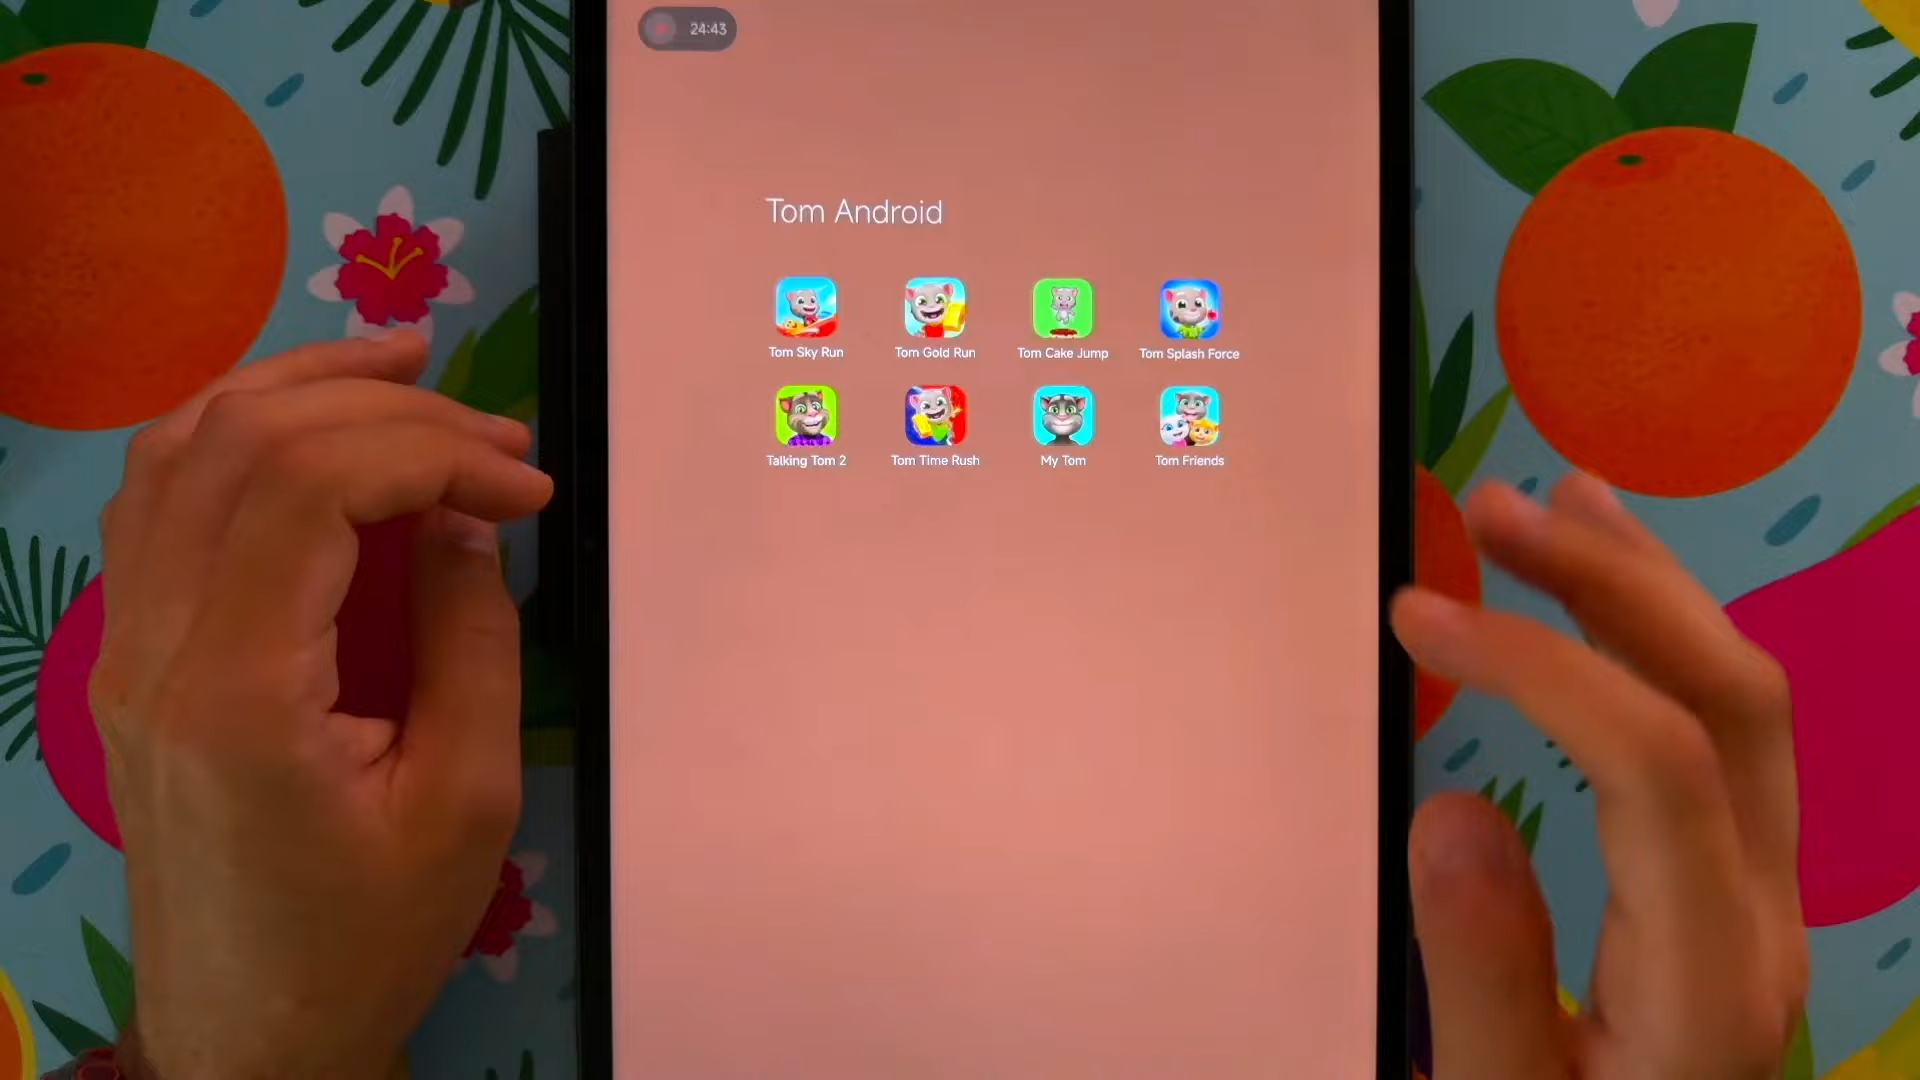 24:43
Tom Android
Tom Sky Run
Tom Gold Run
Tom Cake Jump
Tom Splash Force
Talking Tom 2
Tom Time Rush
My Tom
Tom Friends